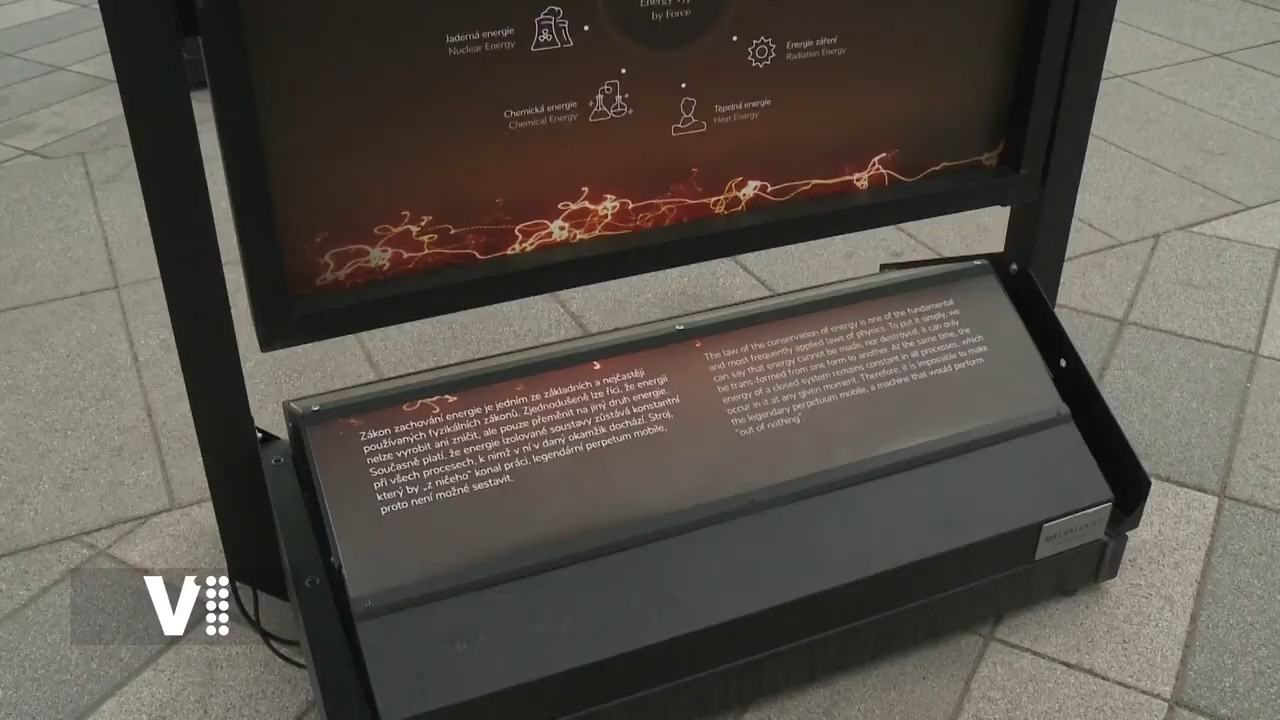 by Force
Jaderná energie
Nuclear Energy
Energie záření
Radiation Energy
Chemická energie
Chemical Energy
Tepelná energie
Heat Energy
Zákon zachování energie je jedním ze základních a nejčastěji
používaných fyzikálních zákonů. Zjednodušeně lze říci, že energii
nelze vyrobit ani zničit, ale pouze přeměnit na jiný druh energie.
Současně platí, že energie izolované soustavy zůstává konstantní
při všech procesech, k nimž v ní v daný okamžik dochází. Stroj,
který by „z ničeho" konal práci, legendární perpetum mobile,
proto není možné sestavit.
The law of the conservation of energy is one of the fundamental
and most frequently applied laws of physics. To put it simply, we
can say that energy cannot be made, nor destroyed, it can only
be trans-formed from one form to another. At the same time, the
energy of a closed system remains constant in all processes, which
occur in it at any given moment. Therefore, it is impossible to make
the legendary perpetuum mobile, a machine that would perform
"out of nothing".
V